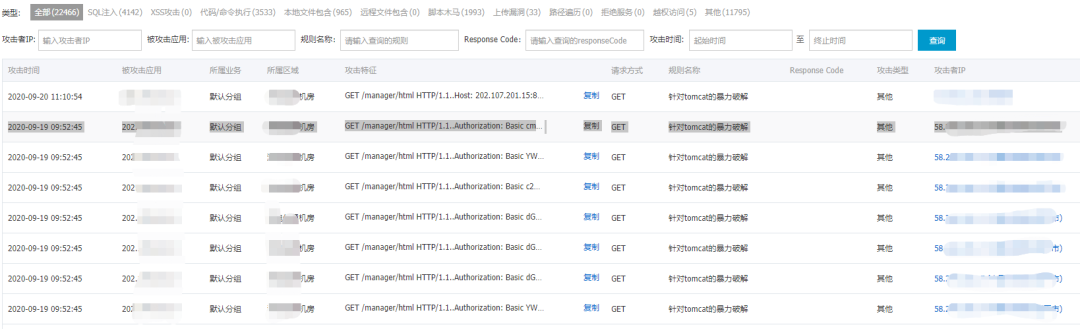 类型: 全部(22466) SQL注入(4142) XSS攻击(0) 代码/命令执行(3533) 本地文件包含(965) 远程文件包含(0) 脚本木马(1993) 上传漏洞(33) 路径遍历(0) 拒绝服务(0) 越权访问(5) 其他(11795)
攻击者IP: 输入攻击者IP 被攻击应用: 输入被攻击应用 规则名称: 请输入查询的规则 Response Code: 请输入查询的responseCode 攻击时间: 起始时间 至 终止时间 查询
攻击时间 被攻击应用 所属业务 所属区域 攻击特征 请求方式 规则名称 Response Code 攻击类型 攻击者IP
2020-09-20 11:10:54 默认分组 机房 GET /manager/html HTTP/1.1..Host: 202.107.201.15:8... 复制 GET 针对tomcat的暴力破解 其他
2020-09-19 09:52:45 202. 默认分组 机房 GET /manager/html HTTP/1.1..Authorization: Basic cm... 复制 GET 针对tomcat的暴力破解 其他 58.
2020-09-19 09:52:45 202. 默认分组 机房 GET /manager/html HTTP/1.1..Authorization: Basic YW... 复制 GET 针对tomcat的暴力破解 其他 58.2
2020-09-19 09:52:45 202. 默认分组 机房 GET /manager/html HTTP/1.1..Authorization: Basic c2... 复制 GET 针对tomcat的暴力破解 其他 58.
2020-09-19 09:52:45 202. 默认分组 机房 GET /manager/html HTTP/1.1..Authorization: Basic dG... 复制 GET 针对tomcat的暴力破解 其他 58.2 市)
2020-09-19 09:52:45 202. 默认分组 机房 GET /manager/html HTTP/1.1..Authorization: Basic dG... 复制 GET 针对tomcat的暴力破解 其他 58. 市)
2020-09-19 09:52:45 202. 默认分组 机房 GET /manager/html HTTP/1.1..Authorization: Basic dG... 复制 GET 针对tomcat的暴力破解 其他 58. 市)
2020-09-19 09:52:45 202. 默认分组 机房 GET /manager/html HTTP/1.1..Authorization: Basic YW... 复制 GET 针对tomcat的暴力破解 其他 58.2 市)